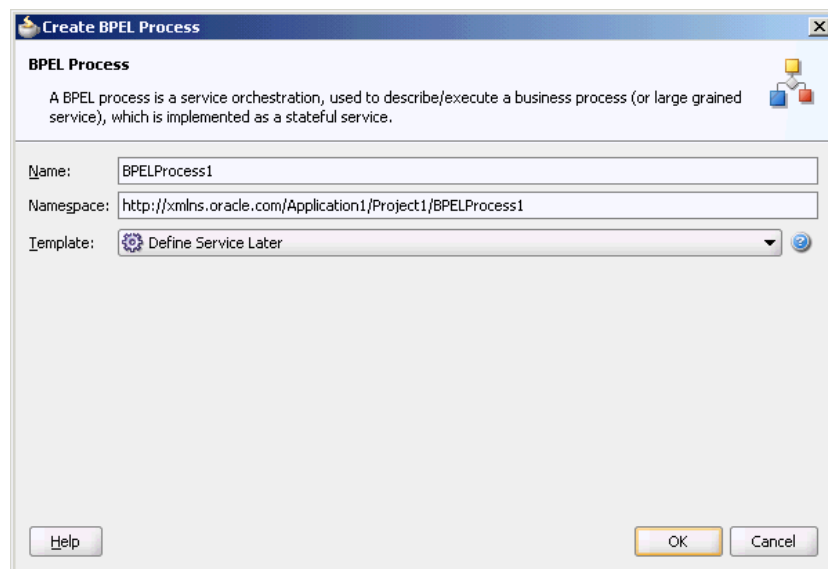 Create BPEL Process
BPEL Process
A BPEL process is a service orchestration, used to describe/execute a business process (or large grained
service), which is implemented as a stateful service.
Name: BPELProcess1
Namespace: http://xmlns.oracle.com/Application1/Project1/BPELProcess1
Template: Define Service Later
Help OK Cancel